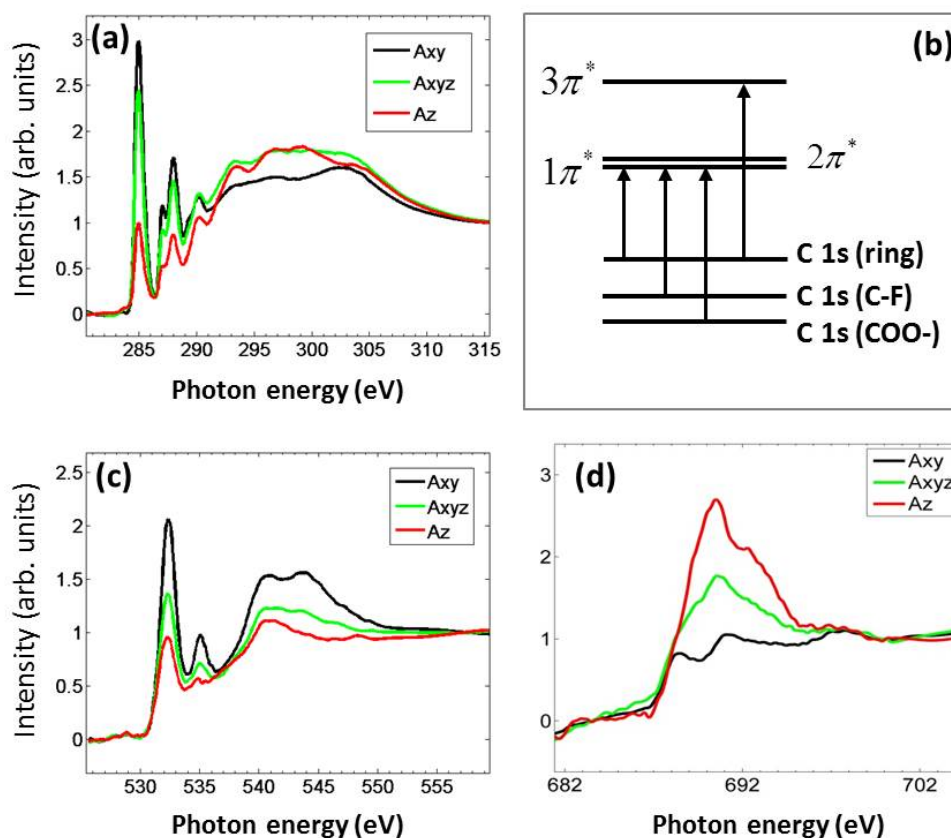 (a)
Axy
Axyz
Az
3
2.5
2
1.5
1
0.5
0
285 290 295 300 305 310 315
Photon energy (eV)
Intensity (arb. units)
(b)
3π*
1π*
2π*
C 1s (ring)
C 1s (C-F)
C 1s (COO-)
(c)
Axy
Axyz
Az
2.5
2
1.5
1
0.5
0
530 535 540 545 550 555
Photon energy (eV)
Intensity (arb. units)
(d)
Axy
Axyz
Az
3
2
1
0
682 692 702
Photon energy (eV)